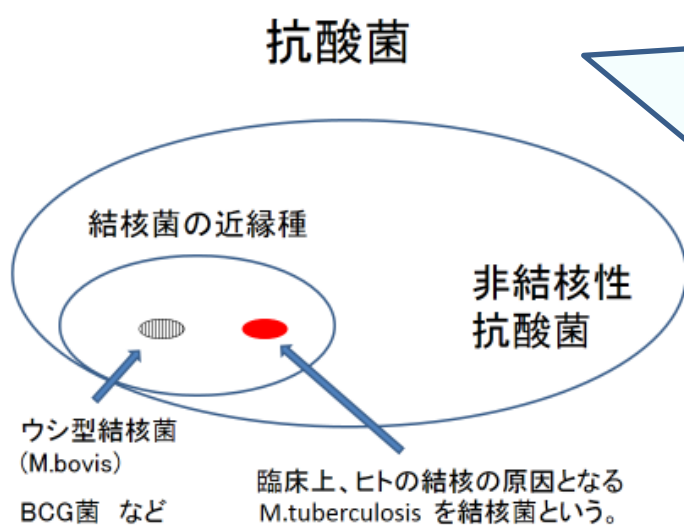 抗酸菌
結核菌の近縁種
非結核性
抗酸菌
ウシ型結核菌
(M.bovis)
BCG菌 など
臨床上、ヒトの結核の原因となる
M.tuberculosis を結核菌という。